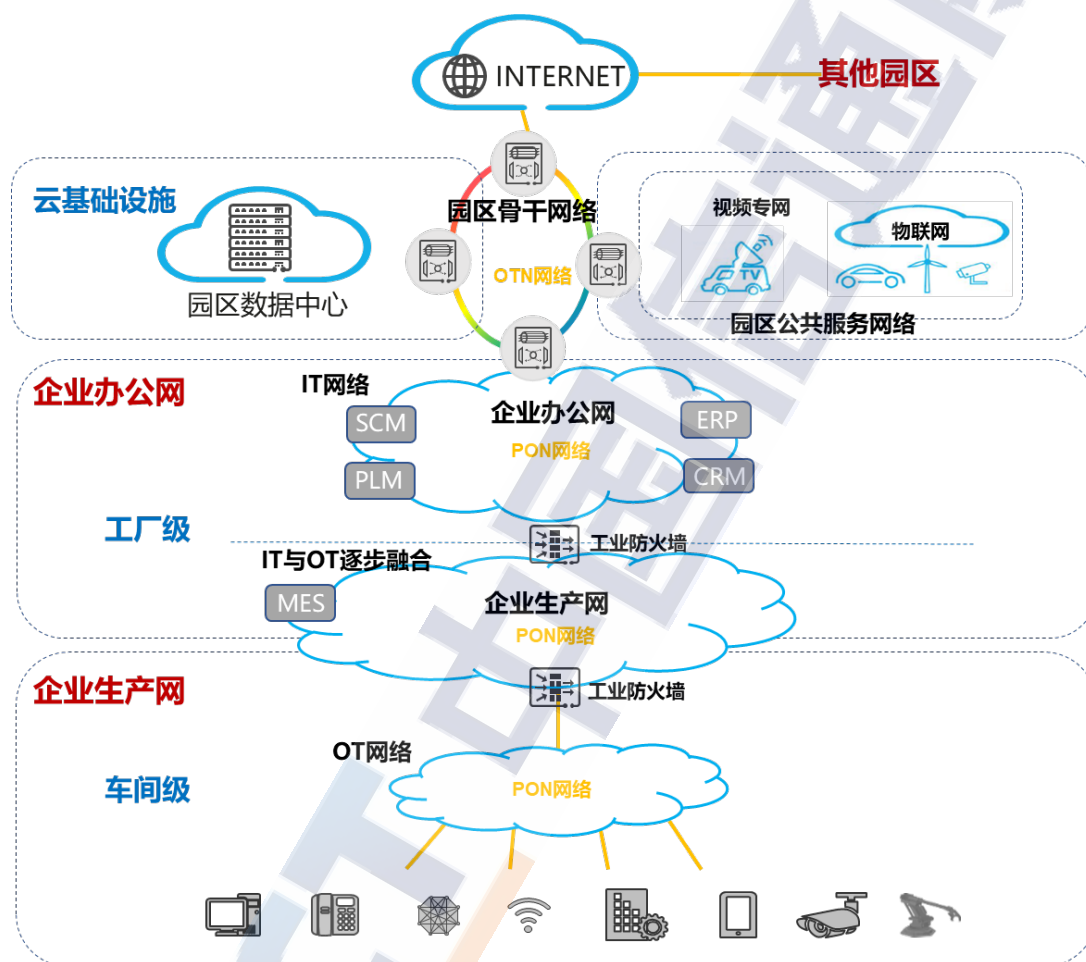 INTERNET
其他园区
云基础设施
园区数据中心
园区骨干网络
OTN网络
视频专网
TV
物联网
园区公共服务网络
企业办公网
IT网络
SCM
PLM
企业办公网
PON网络
ERP
CRM
工厂级
工业防火墙
IT与OT逐步融合
MES
企业生产网
PON网络
企业生产网
工业防火墙
OT网络
车间级
PON网络
中国信通